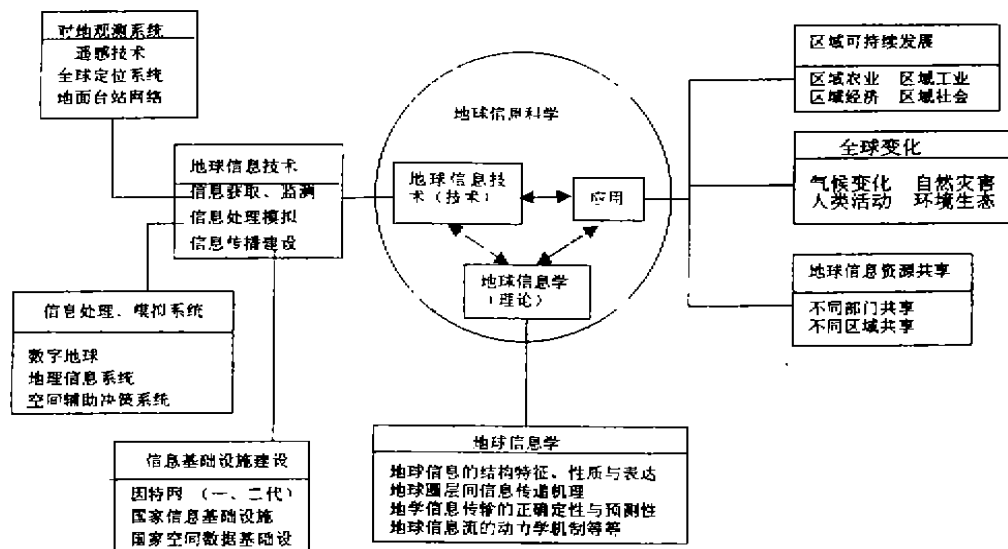 对地观测系统
遥感技术
全球定位系统
地面台站网络
地球信息技术
信息获取、监测
信息处理模拟
信息传播建设
信息处理、模拟系统
数字地球
地理信息系统
空间辅助决策系统
信息基础设施建设
因特网 （一、二代）
国家信息基础设施
国家空间数据基础设
地球信息科学
地球信息技
术（技术）
应用
地球信息学
（理论）
地球信息学
地球信息的结构特征、性质与表达
地球圈层间信息传递机理
地学信息传输的正确定性与预测性
地球信息流的动力学机制等等
区域可持续发展
区域农业 区域工业
区域经济 区域社会
全球变化
气候变化 自然灾害
人类活动 环境生态
地球信息资源共享
不同部门共享
不同区域共享